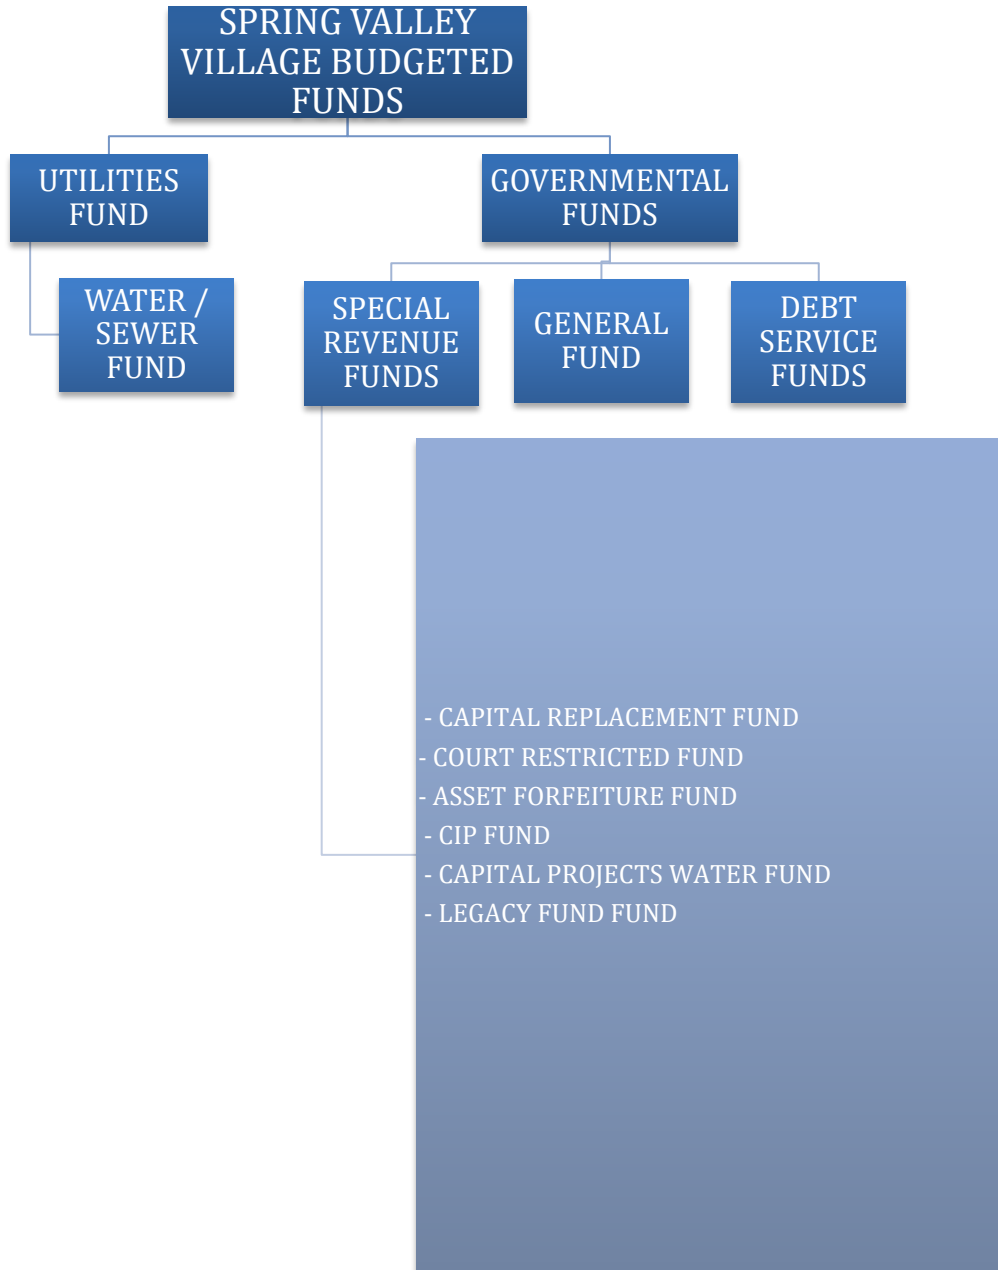 SPRING VALLEY
VILLAGE BUDGETED
FUNDS
UTILITIES
FUND
GOVERNMENTAL
FUNDS
WATER /
SEWER
FUND
SPECIAL
REVENUE
FUNDS
GENERAL
FUND
DEBT
SERVICE
FUNDS
- CAPITAL REPLACEMENT FUND
- COURT RESTRICTED FUND
- ASSET FORFEITURE FUND
- CIP FUND
- CAPITAL PROJECTS WATER FUND
- LEGACY FUND FUND